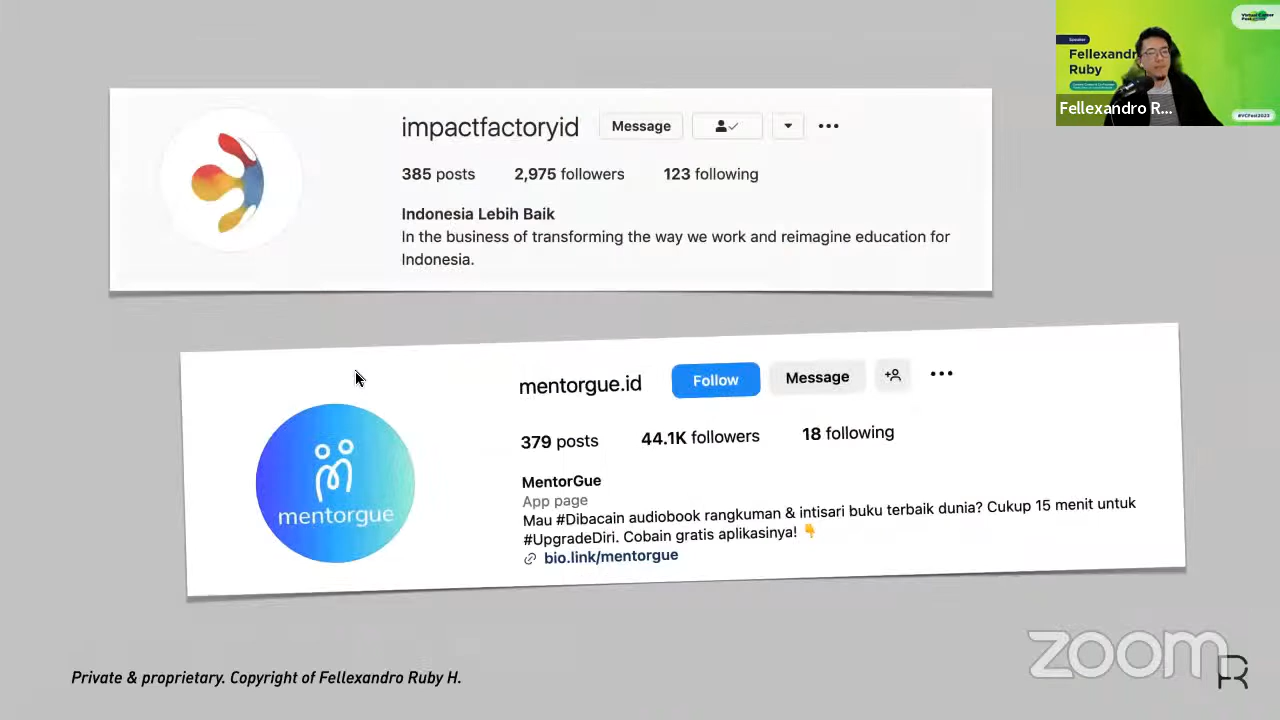 impactfactoryid Message
385 posts 2,975 followers 123 following
Indonesia Lebih Baik
In the business of transforming the way we work and reimagine education for
Indonesia.
mentorgue.id Follow Message
379 posts 44.1K followers 18 following
mentorgue
MentorGue
App page
Mau #Dibacain audiobook rangkuman & intisari buku terbaik dunia? Cukup 15 menit untuk
#UpgradeDiri. Cobain gratis aplikasinya! 👇
bio.link/mentorgue
Private & proprietary. Copyright of Fellexandro Ruby H.
zoom
Speaker
Fellexandr
Ruby
Fellexandro R...
#VCFest2023